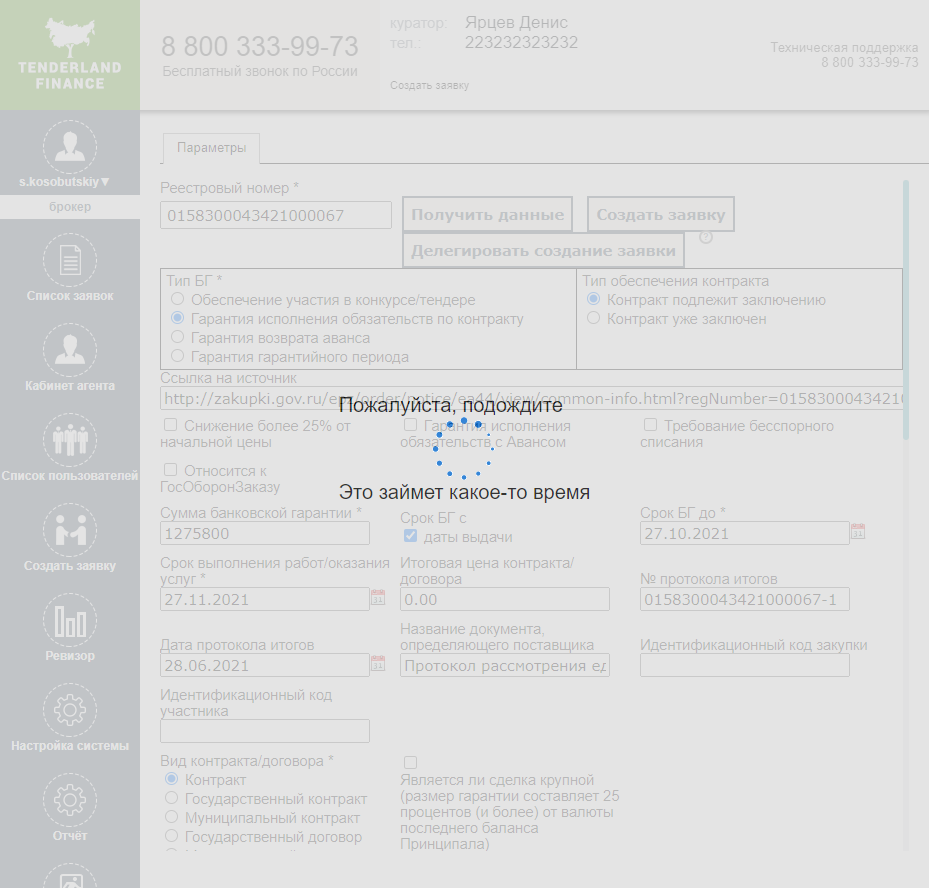 TENDERLAND
FINANCE
8 800 333-99-73
Бесплатный звонок по России
куратор: Ярцев Денис
тел.: 223232323232
Создать заявку
Техническая поддержка
8 800 333-99-73
s.kosobutskiy▼
брокер
Список заявок
Кабинет агента
Список пользователей
Создать заявку
Ревизор
Настройка системы
Отчёт
Параметры
Реестровый номер *
0158300043421000067
Получить данные
Создать заявку
Делегировать создание заявки
?
Тип БГ *
Обеспечение участия в конкурсе/тендере
Гарантия исполнения обязательств по контракту
Гарантия возврата аванса
Гарантия гарантийного периода
Тип обеспечения контракта
Контракт подлежит заключению
Контракт уже заключен
Ссылка на источник
http://zakupki.gov.ru/epz/order/notice/ea44/view/common-info.html?regNumber=01583000434210
Пожалуйста, подождите
Это займет какое-то время
Снижение более 25% от
начальной цены
Гарантия исполнения
обязательств с Авансом
Требование бесспорного
списания
Относится к
ГосОборонЗаказу
Сумма банковской гарантии *
1275800
Срок БГ с
даты выдачи
Срок БГ до *
27.10.2021
Срок выполнения работ/оказания
услуг *
27.11.2021
Итоговая цена контракта/
договора
0.00
№ протокола итогов
0158300043421000067-1
Дата протокола итогов
28.06.2021
Название документа,
определяющего поставщика
Протокол рассмотрения ед
Идентификационный код закупки
Идентификационный код
участника
Вид контракта/договора *
Контракт
Государственный контракт
Муниципальный контракт
Государственный договор
Является ли сделка крупной
(размер гарантии составляет 25
процентов (и более) от валюты
последнего баланса
Принципала)